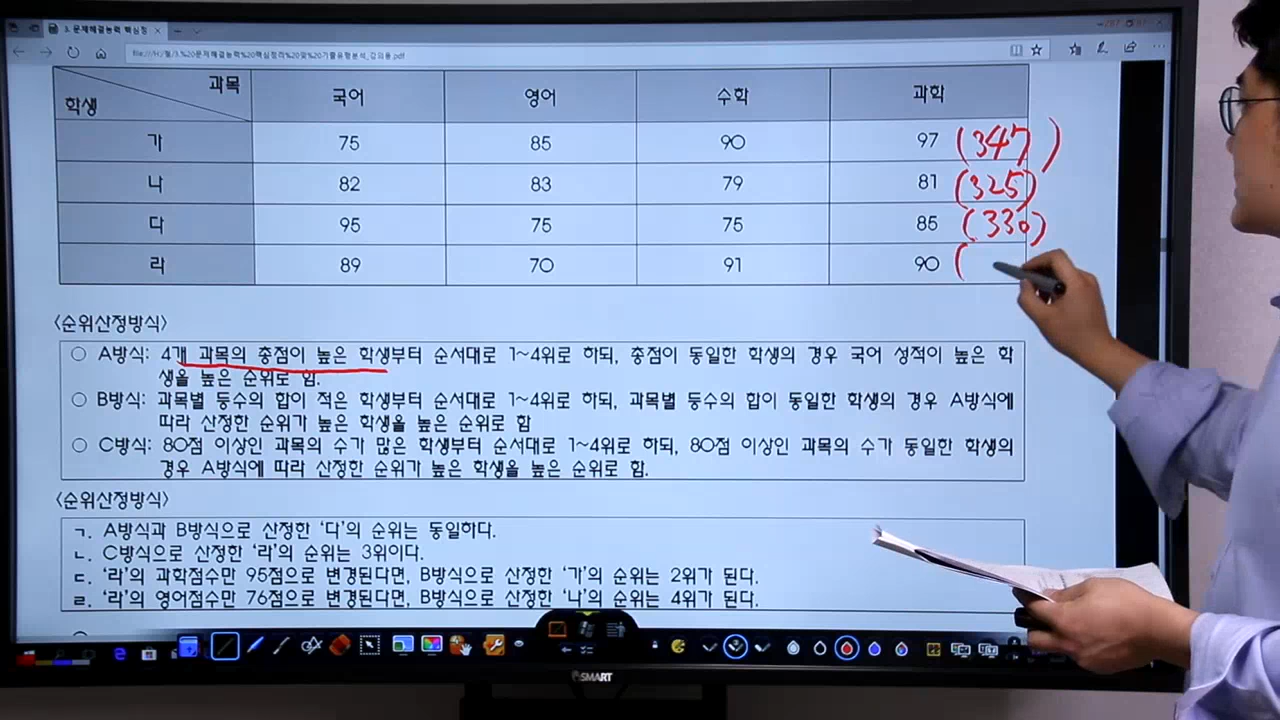 3. 문제해결능력 핵심정
과목
학생 국어 영어 수학 과학
가 75 85 90 97 (347)
나 82 83 79 81 (325)
다 95 75 75 85 (330)
라 89 70 91 90 (
〈순위산정방식〉
○ A방식: 4개 과목의 총점이 높은 학생부터 순서대로 1~4위로 하되, 총점이 동일한 학생의 경우 국어 성적이 높은 학
생을 높은 순위로 함.
○ B방식: 과목별 등수의 합이 적은 학생부터 순서대로 1~4위로 하되, 과목별 등수의 합이 동일한 학생의 경우 A방식에
따라 산정한 순위가 높은 학생을 높은 순위로 함
○ C방식: 80점 이상인 과목의 수가 많은 학생부터 순서대로 1~4위로 하되, 80점 이상인 과목의 수가 동일한 학생의
경우 A방식에 따라 산정한 순위가 높은 학생을 높은 순위로 함.
〈순위산정방식〉
ㄱ. A방식과 B방식으로 산정한 '다'의 순위는 동일하다.
ㄴ. C방식으로 산정한 '라'의 순위는 3위이다.
ㄷ. '라'의 과학점수만 95점으로 변경된다면, B방식으로 산정한 '가'의 순위는 2위가 된다.
ㄹ. '라'의 영어점수만 76점으로 변경된다면, B방식으로 산정한 '나'의 순위는 4위가 된다.
SMART